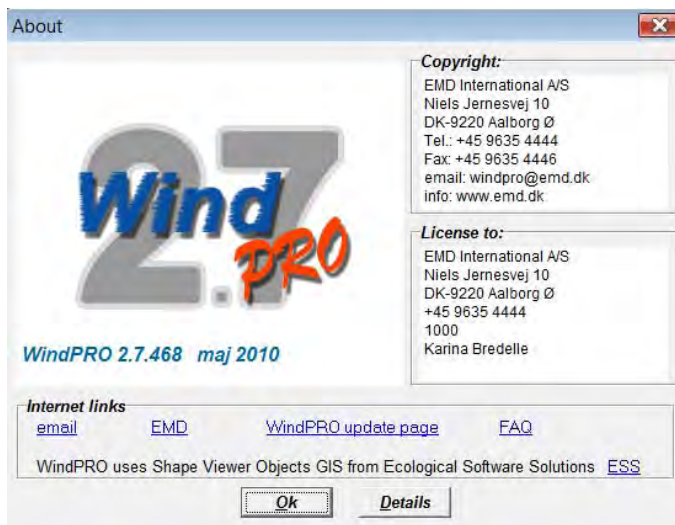 About
2.7
Wind
PRO
WindPRO 2.7.468 maj 2010
Copyright:
EMD International A/S
Niels Jernesvej 10
DK-9220 Aalborg Ø
Tel.: +45 9635 4444
Fax: +45 9635 4446
email: windpro@emd.dk
info: www.emd.dk
License to:
EMD International A/S
Niels Jernesvej 10
DK-9220 Aalborg Ø
+45 9635 4444
1000
Karina Bredelle
Internet links
email EMD WindPRO update page FAQ
WindPRO uses Shape Viewer Objects GIS from Ecological Software Solutions ESS
Ok Details